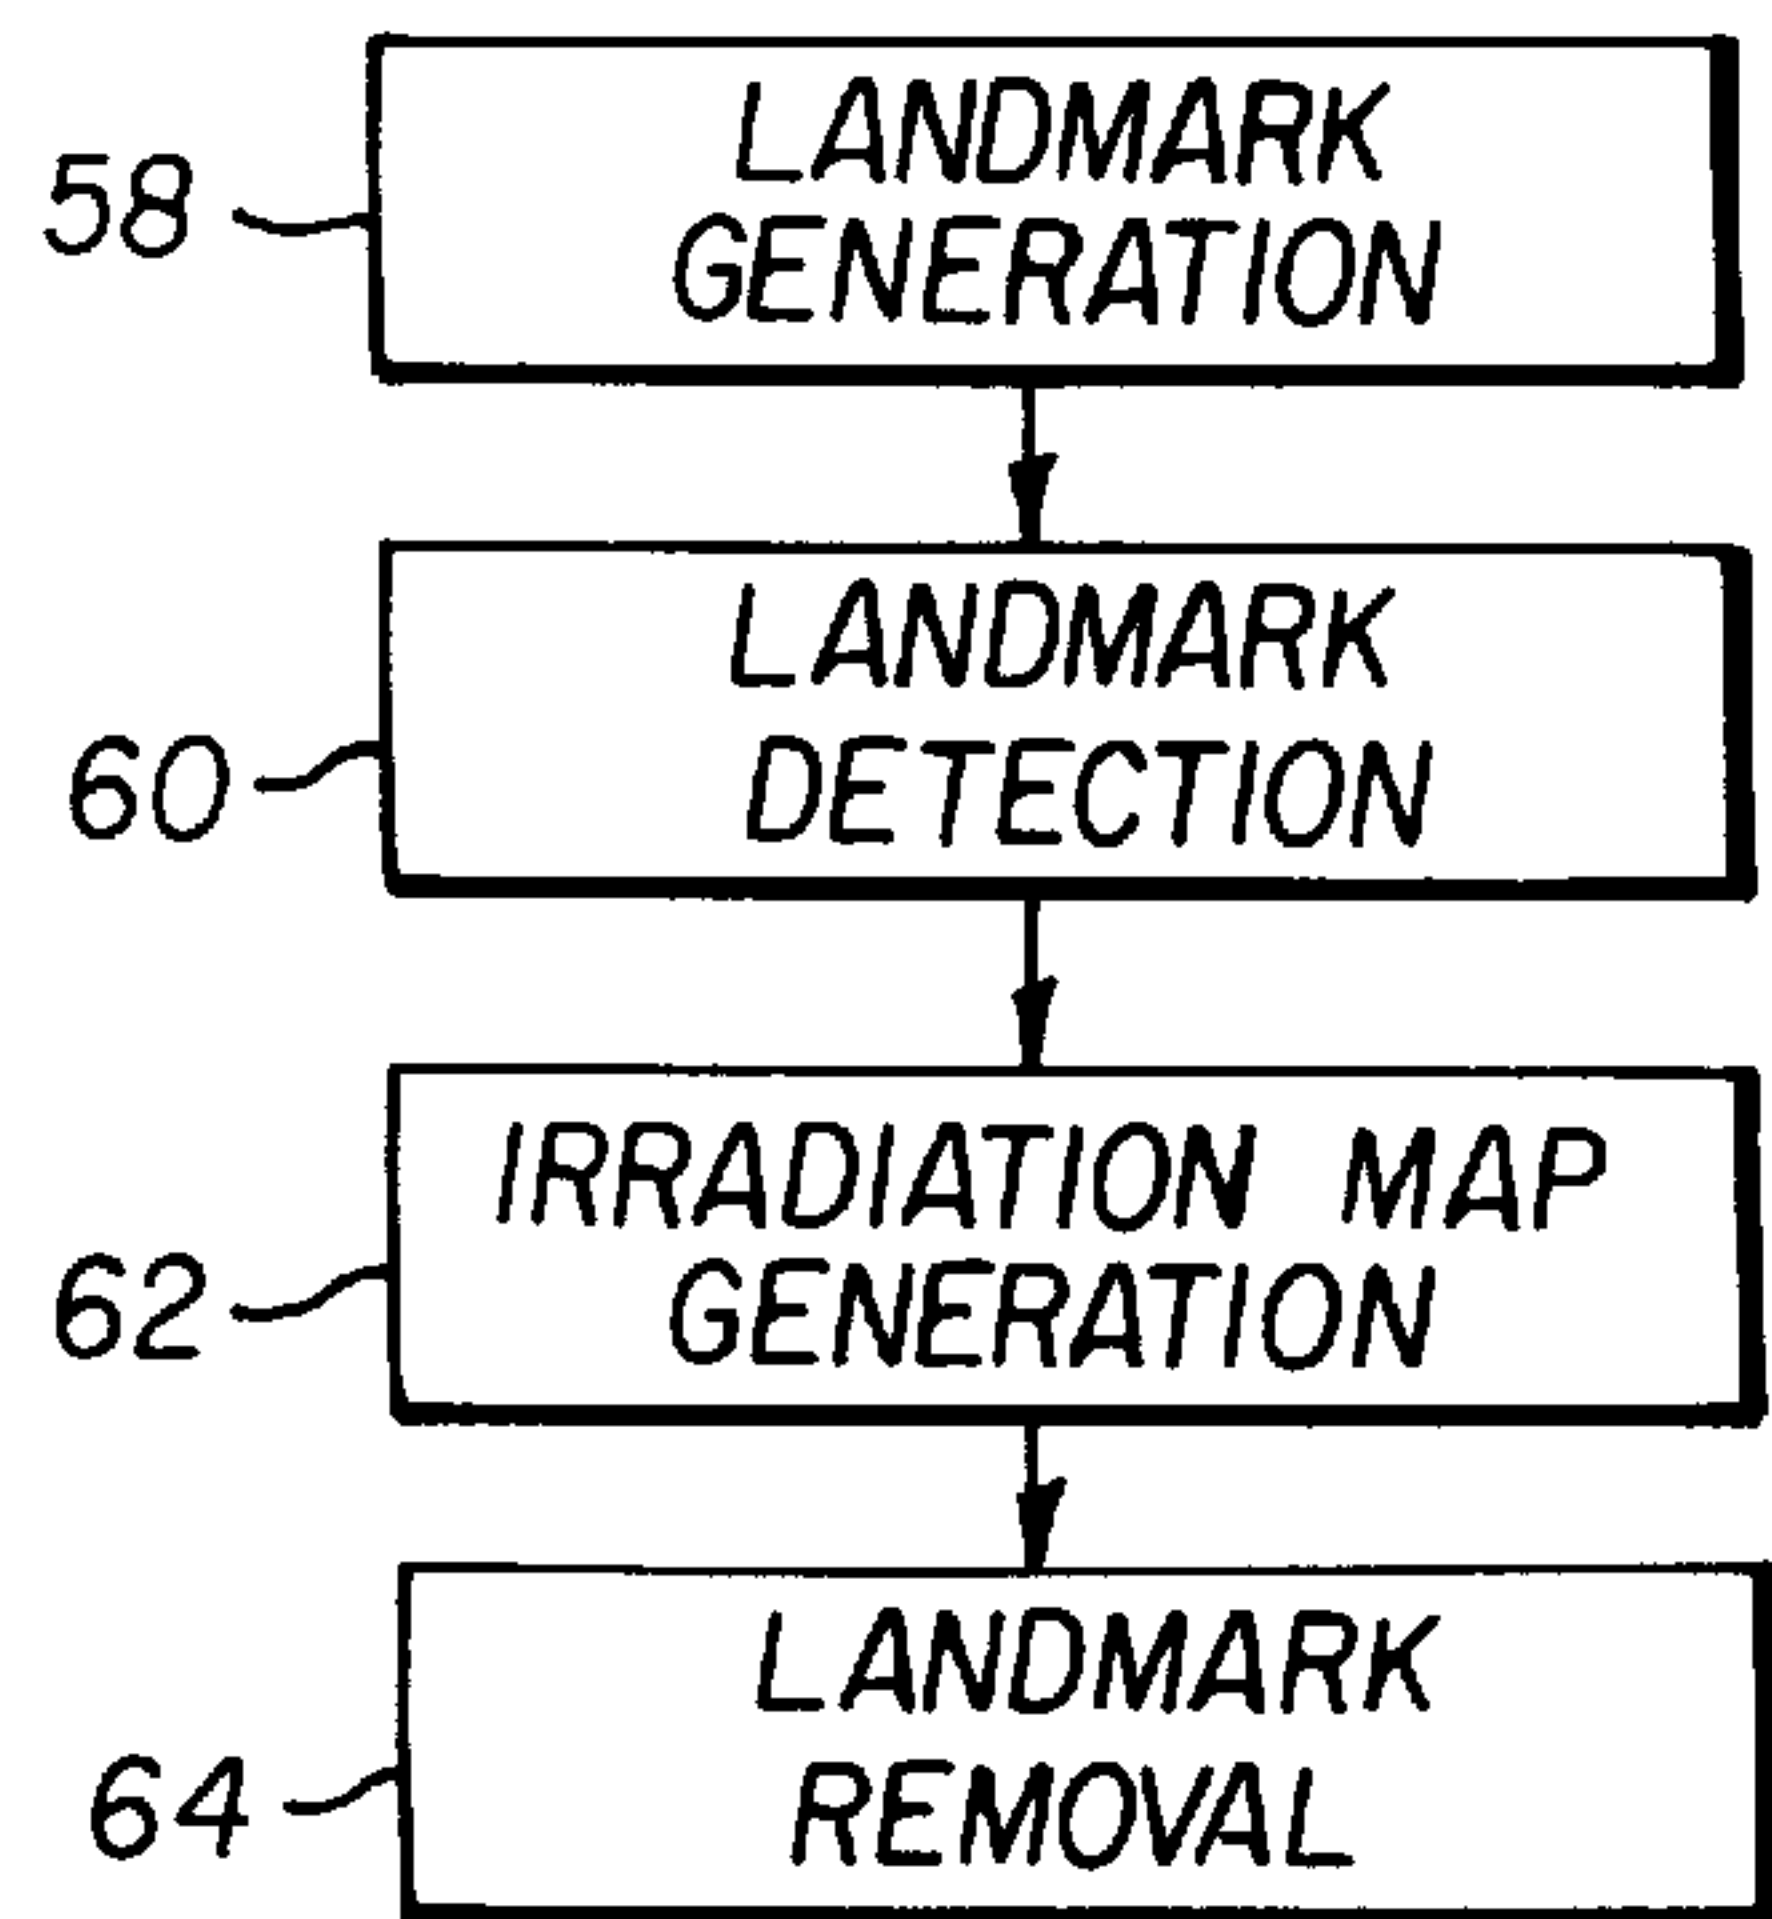 58
LANDMARK
GENERATION
60
LANDMARK
DETECTION
62
IRRADIATION MAP
GENERATION
64
LANDMARK
REMOVAL